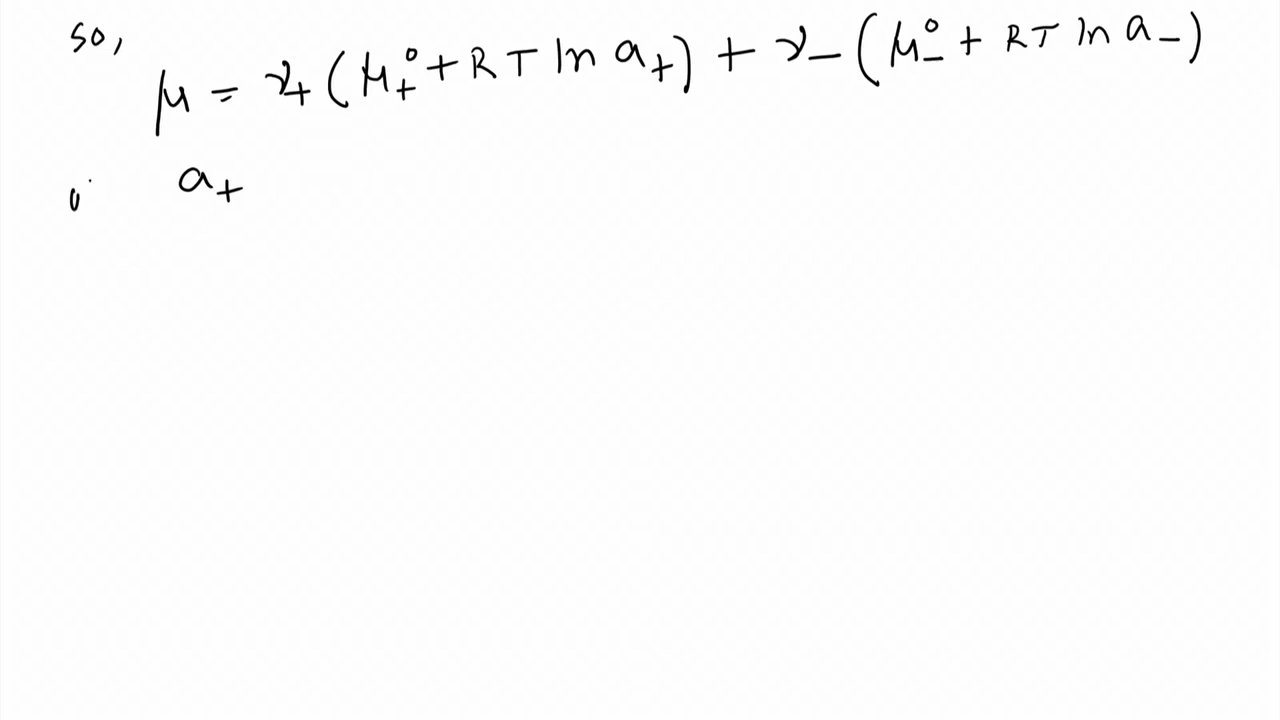 so,
μ = ν₊ (μ₊° + RT ln a₊) + ν₋ (μ₋° + RT ln a₋)
a₊